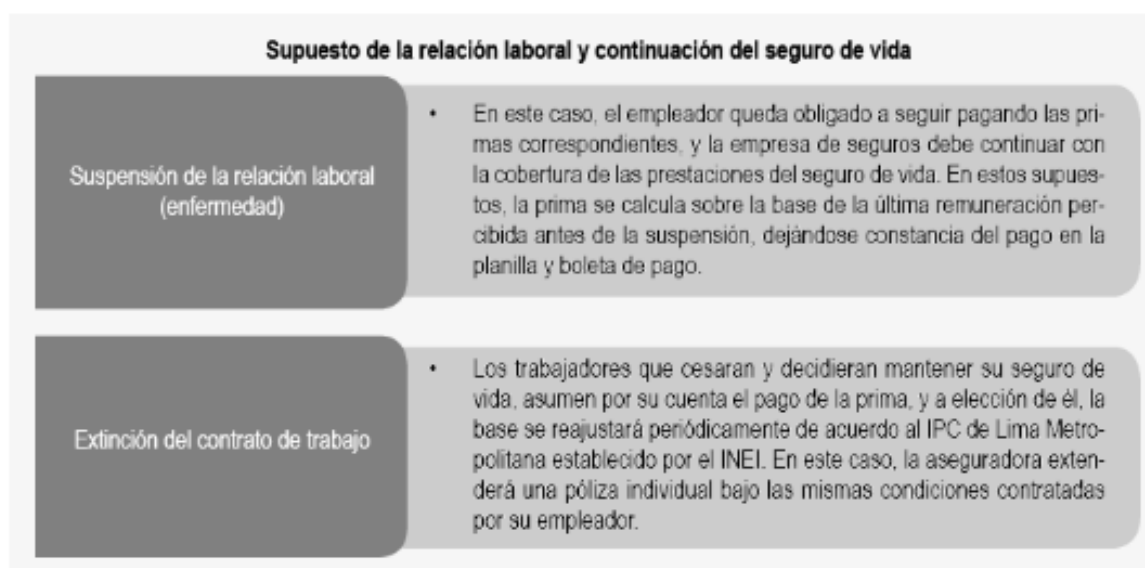 Supuesto de la relación laboral y continuación del seguro de vida
Suspensión de la relación laboral
(enfermedad)
• En este caso, el empleador queda obligado a seguir pagando las pri-
mas correspondientes, y la empresa de seguros debe continuar con
la cobertura de las prestaciones del seguro de vida. En estos supues-
tos, la prima se calcula sobre la base de la última remuneración per-
cibida antes de la suspensión, dejándose constancia del pago en la
planilla y boleta de pago.
Extinción del contrato de trabajo
• Los trabajadores que cesaran y decidieran mantener su seguro de
vida, asumen por su cuenta el pago de la prima, y a elección de él, la
base se reajustará periódicamente de acuerdo al IPC de Lima Metro-
politana establecido por el INEI. En este caso, la aseguradora exten-
derá una póliza individual bajo las mismas condiciones contratadas
por su empleador.